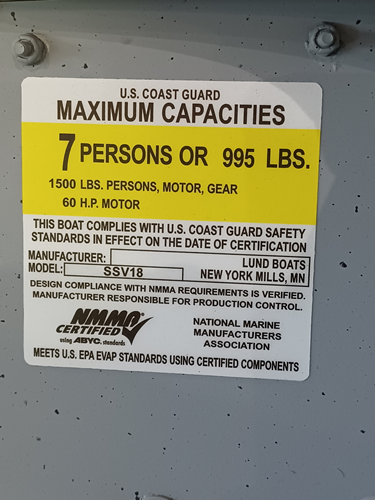 U.S. COAST GUARD
MAXIMUM CAPACITIES
7 PERSONS OR 995 LBS.
1500 LBS. PERSONS, MOTOR, GEAR
60 H.P. MOTOR
THIS BOAT COMPLIES WITH U.S. COAST GUARD SAFETY
STANDARDS IN EFFECT ON THE DATE OF CERTIFICATION
MANUFACTURER: LUND BOATS
MODEL: SSV18 NEW YORK MILLS, MN
DESIGN COMPLIANCE WITH NMMA REQUIREMENTS IS VERIFIED.
MANUFACTURER RESPONSIBLE FOR PRODUCTION CONTROL.
NMMA
CERTIFIED
using ABYC. standards
NATIONAL MARINE
MANUFACTURERS
ASSOCIATION
MEETS U.S. EPA EVAP STANDARDS USING CERTIFIED COMPONENTS